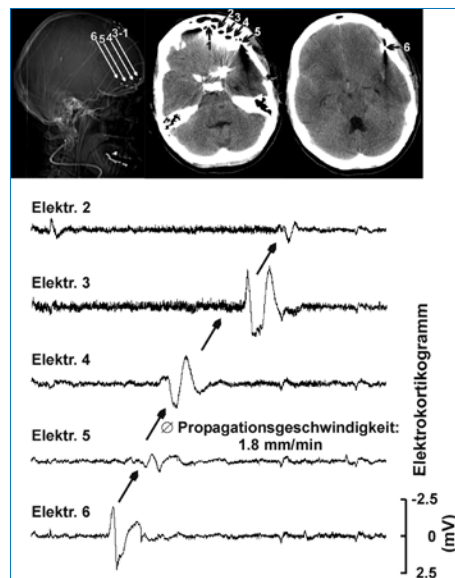 6 5 4 3-1
2
3
4
5
1
6
Elektr. 2
Elektr. 3
Elektr. 4
∅ Propagationsgeschwindigkeit:
1.8 mm/min
Elektr. 5
Elektr. 6
Elektrokortikogramm
-2.5
0
2.5
(mV)